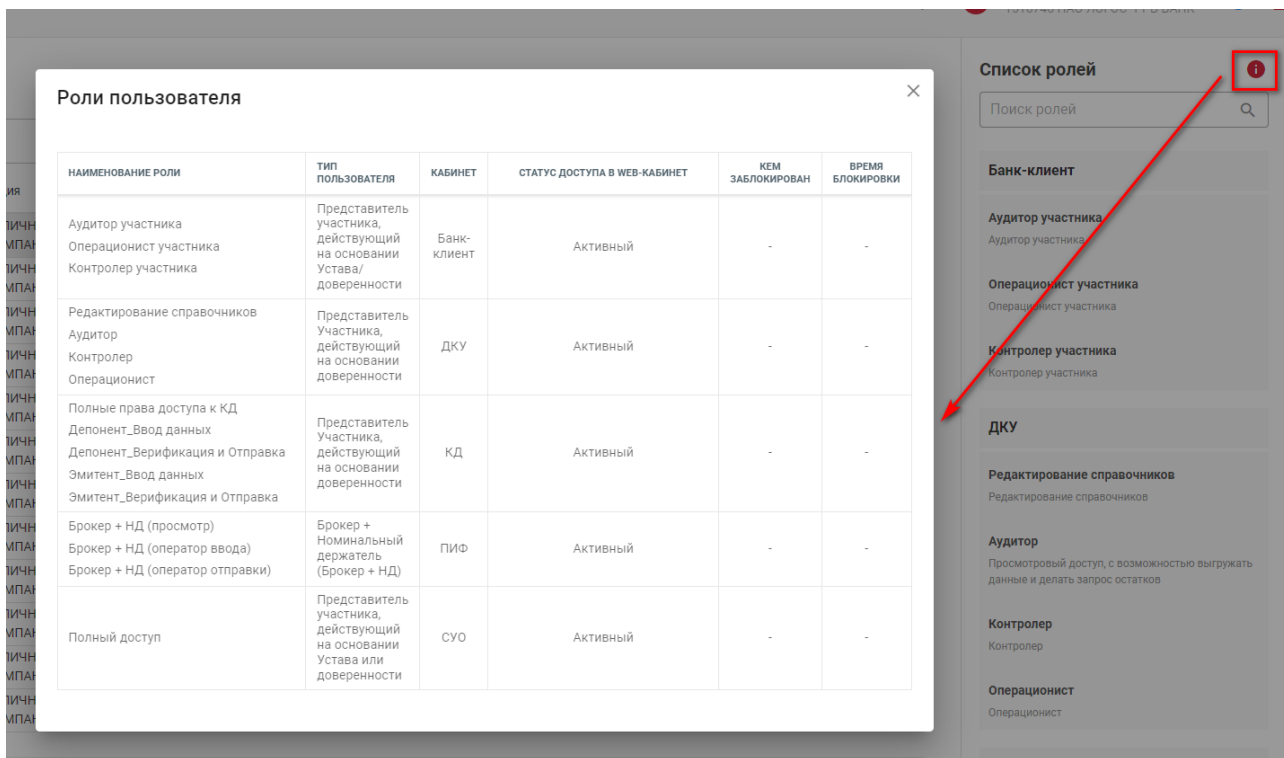 Роли пользователя
НАИМЕНОВАНИЕ РОЛИ
ТИП
ПОЛЬЗОВАТЕЛЯ
КАБИНЕТ
СТАТУС ДОСТУПА В WEB-КАБИНЕТ
КЕМ
ЗАБЛОКИРОВАН
ВРЕМЯ
БЛОКИРОВКИ
Аудитор участника
Операционист участника
Контролер участника
Представитель
участника,
действующий
на основании
Устава/
доверенности
Банк-
клиент
Активный
-
-
Редактирование справочников
Аудитор
Контролер
Операционист
Представитель
Участника,
действующий
на основании
доверенности
ДКУ
Активный
-
-
Полные права доступа к КД
Депонент_Ввод данных
Депонент_Верификация и Отправка
Эмитент_Ввод данных
Эмитент_Верификация и Отправка
Представитель
Участника,
действующий
на основании
доверенности
КД
Активный
-
-
Брокер + НД (просмотр)
Брокер + НД (оператор ввода)
Брокер + НД (оператор отправки)
Брокер +
Номинальный
держатель
(Брокер + НД)
ПИФ
Активный
-
-
Полный доступ
Представитель
участника,
действующий
на основании
Устава или
доверенности
СУО
Активный
-
-
Список ролей
Поиск ролей
Банк-клиент
Аудитор участника
Аудитор участника
Операционист участника
Операционист участника
Контролер участника
Контролер участника
ДКУ
Редактирование справочников
Редактирование справочников
Аудитор
Просмотровый доступ, с возможностью выгружать
данные и делать запрос остатков
Контролер
Контролер
Операционист
Операционист